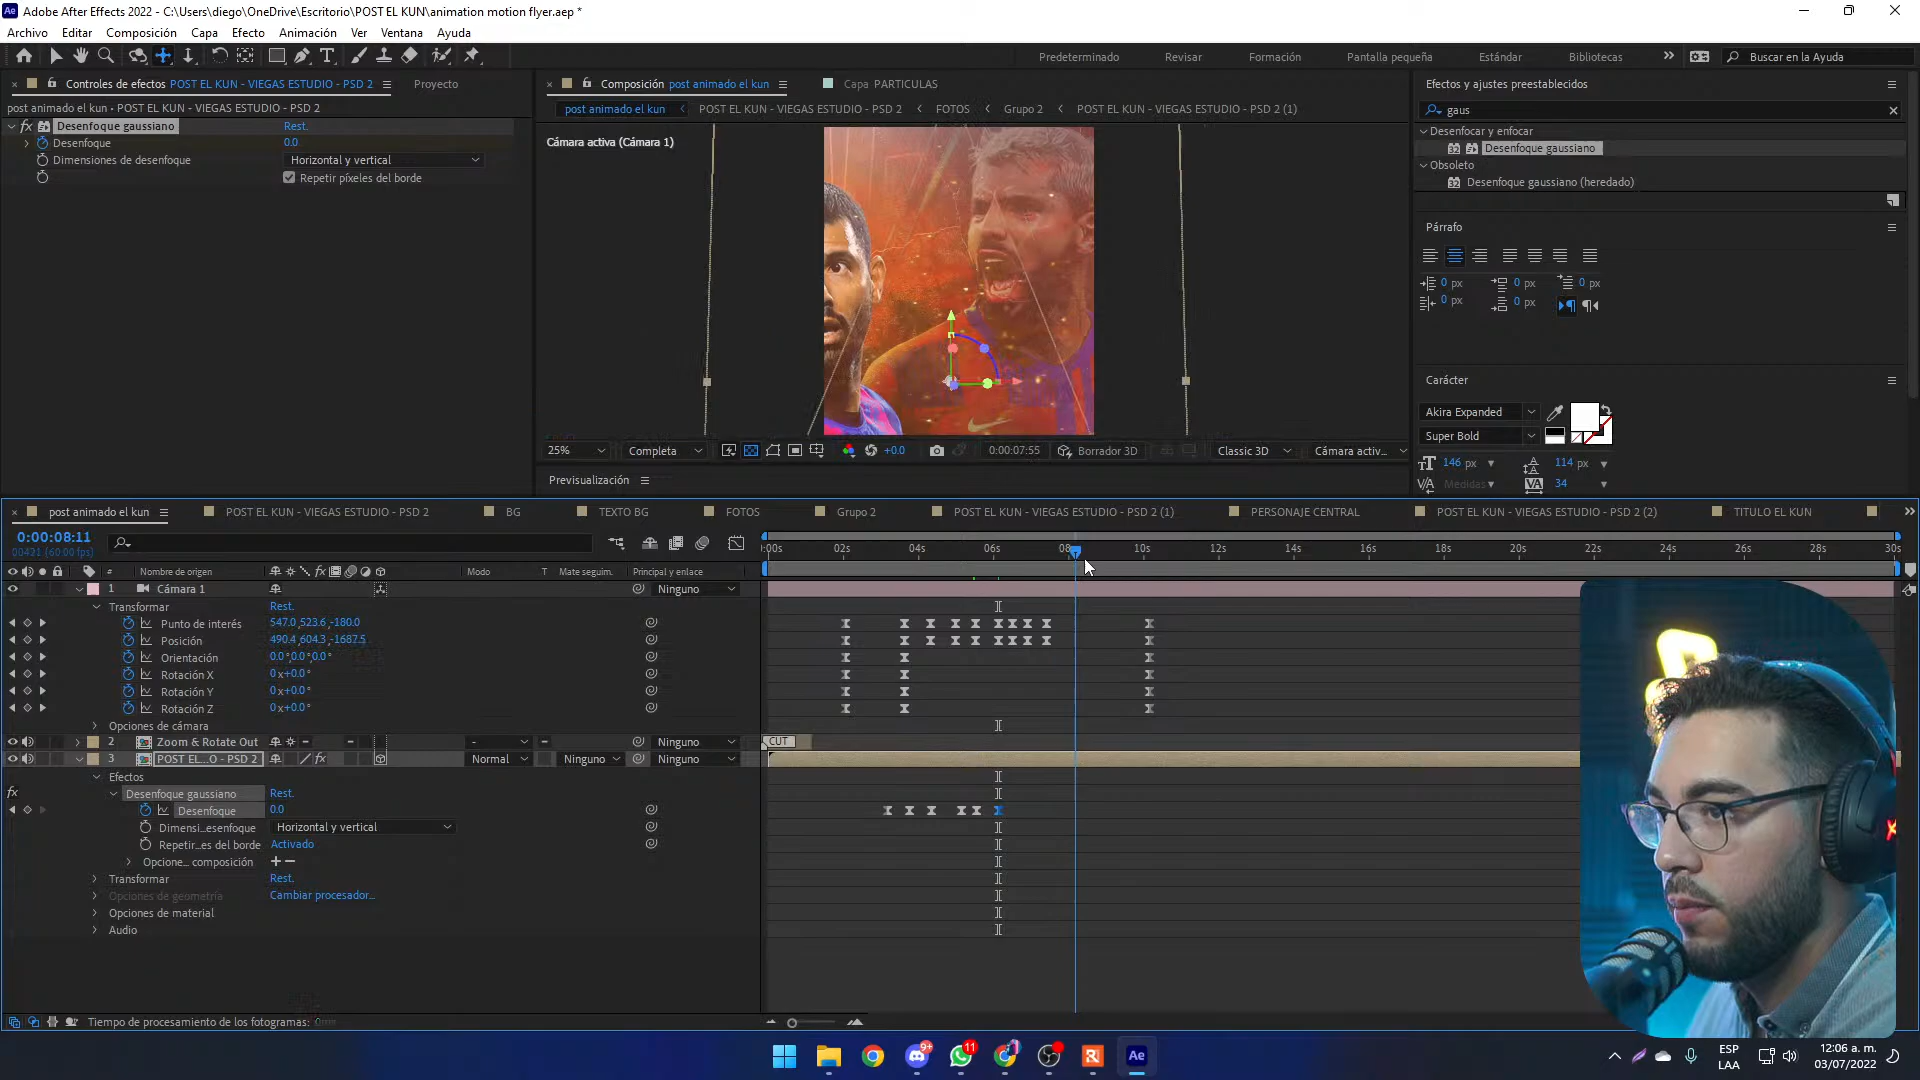 Adobe After Effects 2022 - C:\Users\diego\OneDrive\Escritorio\POST EL KUN\animation motion flyer.aep *
Archivo Editar Composición Capa Efecto Animación Ver Ventana Ayuda
Predeterminado Revisar Formación Pantalla pequeña Estándar Bibliotecas Buscar en la Ayuda
Controles de efectos POST EL KUN - VIEGAS ESTUDIO - PSD 2 Proyecto
post animado el kun - POST EL KUN - VIEGAS ESTUDIO - PSD 2
fx Desenfoque gaussiano Rest.
Desenfoque 0.0
Dimensiones de desenfoque Horizontal y vertical
Repetir píxeles del borde
Composición post animado el kun Capa PARTICULAS
post animado el kun POST EL KUN - VIEGAS ESTUDIO - PSD 2 FOTOS Grupo 2 POST EL KUN - VIEGAS ESTUDIO - PSD 2 (1)
Cámara activa (Cámara 1)
25% Completa +0.0 0:00:07:55 Borrador 3D Classic 3D Cámara activ...
Previsualización
Efectos y ajustes preestablecidos
gaus
Desenfocar y enfocar
Desenfoque gaussiano
Obsoleto
Desenfoque gaussiano (heredado)
Párrafo
0 px 0 px 0 px
0 px 0 px
Carácter
Akira Expanded
Super Bold
146 px 114 px
Medidas 34
post animado el kun POST EL KUN - VIEGAS ESTUDIO - PSD 2 BG TEXTO BG FOTOS Grupo 2 POST EL KUN - VIEGAS ESTUDIO - PSD 2 (1) PERSONAJE CENTRAL POST EL KUN - VIEGAS ESTUDIO - PSD 2 (2) TITULO EL KUN
0:00:08:11
00431 (60.00 fps)
:00s 02s 04s 06s 08s 10s 12s 14s 16s 18s 20s 22s 24s 26s 28s 30s
# Nombre de origen fx Modo T Mate seguim. Principal y enlace
1 Cámara 1 Ninguno
Transformar Rest.
Punto de interés 547.0,523.6,-180.0
Posición 490.4,604.3,-1687.5
Orientación 0.0°,0.0°,0.0°
Rotación X 0x+0.0°
Rotación Y 0x+0.0°
Rotación Z 0x+0.0°
Opciones de cámara
2 Zoom & Rotate Out - Ninguno CUT
3 POST EL...O - PSD 2 fx Normal Ninguno Ninguno
Efectos
fx Desenfoque gaussiano Rest.
Desenfoque 0.0
Dimensi...esenfoque Horizontal y vertical
Repetir...es del borde Activado
Opcione... composición + –
Transformar Rest.
Opciones de geometría Cambiar procesador...
Opciones de material
Audio
Tiempo de procesamiento de los fotogramas:
9+ 11 Ae
ESP
LAA
12:06 a. m.
03/07/2022